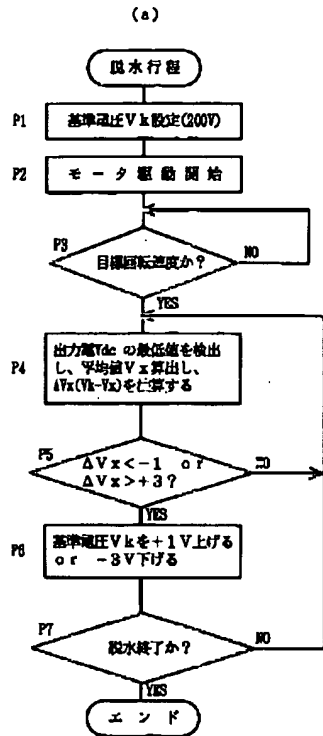 (a)
脱水行程
P1
基準電圧Vk設定(200V)
P2
モータ駆動開始
P3
目標回転速度か?
NO
YES
P4
出力電Vdc の最低値を検出
し、平均値Vx算出し、
ΔVx(Vk-Vx)を仕算する
P5
ΔVx<-1 or
ΔVx>+3?
NO
YES
P6
基準電圧Vkを+1V上げる
or -3V下げる
P7
脱水終了か?
NO
YES
エンド